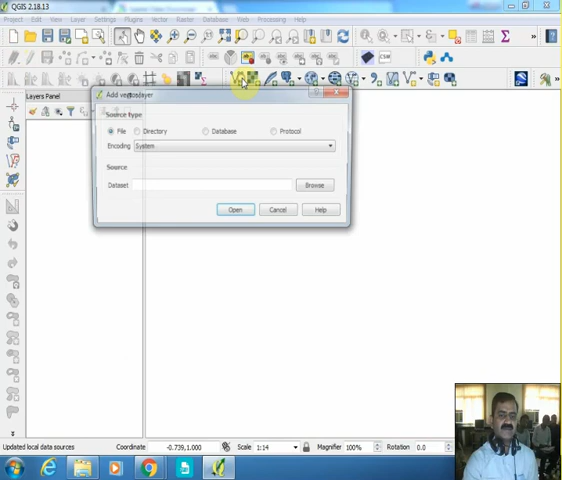 QGIS 2.18.13
Project Edit View Layer Settings Plugins Vector Raster Database Web Processing Help
Layers Panel
Add vector layer
Source type
File Directory Database Protocol
Encoding System
Source
Dataset Browse
Open Cancel Help
Updated local data sources Coordinate -0.739,1.000 Scale 1:14 Magnifier 100% Rotation 0.0